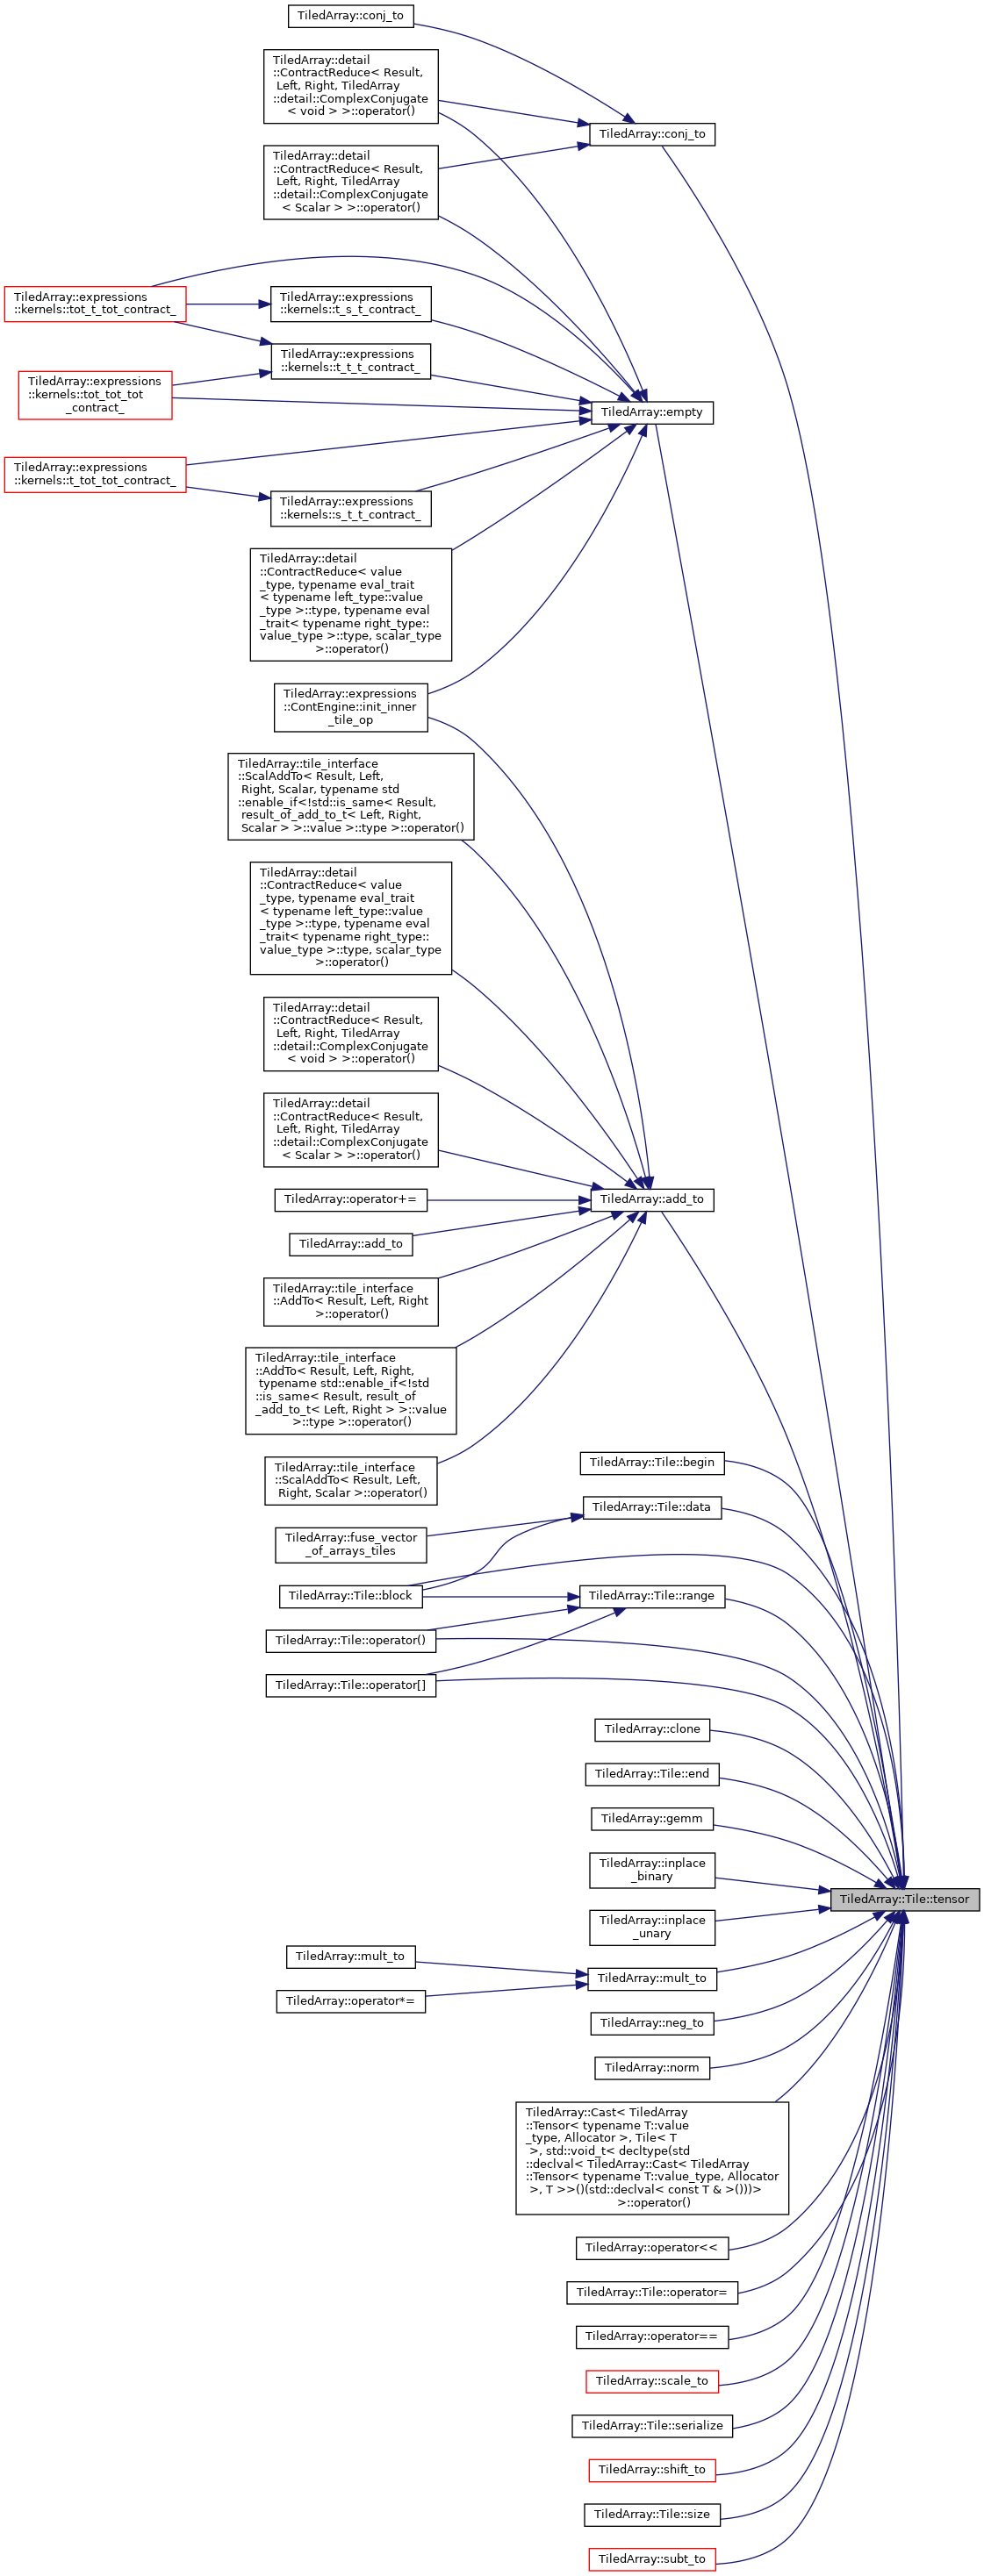 TiledArray::conj_to
TiledArray::detail
::ContractReduce< Result,
Left, Right, TiledArray
::detail::ComplexConjugate
< void > >::operator()
TiledArray::conj_to
TiledArray::detail
::ContractReduce< Result,
Left, Right, TiledArray
::detail::ComplexConjugate
< Scalar > >::operator()
TiledArray::expressions
::kernels::tot_t_tot_contract_
TiledArray::expressions
::kernels::t_s_t_contract_
TiledArray::expressions
::kernels::t_t_t_contract_
TiledArray::expressions
::kernels::tot_tot_tot
_contract_
TiledArray::empty
TiledArray::expressions
::kernels::t_tot_tot_contract_
TiledArray::expressions
::kernels::s_t_t_contract_
TiledArray::detail
::ContractReduce< value
_type, typename eval_trait
< typename left_type::value
_type >::type, typename eval
_trait< typename right_type::
value_type >::type, scalar_type
>::operator()
TiledArray::expressions
::ContEngine::init_inner
_tile_op
TiledArray::tile_interface
::ScalAddTo< Result, Left,
Right, Scalar, typename std
::enable_if<!std::is_same< Result,
result_of_add_to_t< Left, Right,
Scalar > >::value >::type >::operator()
TiledArray::detail
::ContractReduce< value
_type, typename eval_trait
< typename left_type::value
_type >::type, typename eval
_trait< typename right_type::
value_type >::type, scalar_type
>::operator()
TiledArray::detail
::ContractReduce< Result,
Left, Right, TiledArray
::detail::ComplexConjugate
< void > >::operator()
TiledArray::detail
::ContractReduce< Result,
Left, Right, TiledArray
::detail::ComplexConjugate
< Scalar > >::operator()
TiledArray::operator+=
TiledArray::add_to
TiledArray::add_to
TiledArray::tile_interface
::AddTo< Result, Left, Right
>::operator()
TiledArray::tile_interface
::AddTo< Result, Left, Right,
typename std::enable_if<!std
::is_same< Result, result_of
_add_to_t< Left, Right > >::value
>::type >::operator()
TiledArray::tile_interface
::ScalAddTo< Result, Left,
Right, Scalar >::operator()
TiledArray::Tile::begin
TiledArray::Tile::data
TiledArray::fuse_vector
_of_arrays_tiles
TiledArray::Tile::block
TiledArray::Tile::range
TiledArray::Tile::operator()
TiledArray::Tile::operator[]
TiledArray::clone
TiledArray::Tile::end
TiledArray::gemm
TiledArray::inplace
_binary
TiledArray::Tile::tensor
TiledArray::inplace
_unary
TiledArray::mult_to
TiledArray::mult_to
TiledArray::operator*=
TiledArray::neg_to
TiledArray::norm
TiledArray::Cast< TiledArray
::Tensor< typename T::value
_type, Allocator >, Tile< T
>, std::void_t< decltype(std
::declval< TiledArray::Cast< TiledArray
::Tensor< typename T::value_type, Allocator
>, T >>()(std::declval< const T & >()))>
>::operator()
TiledArray::operator<<
TiledArray::Tile::operator=
TiledArray::operator==
TiledArray::scale_to
TiledArray::Tile::serialize
TiledArray::shift_to
TiledArray::Tile::size
TiledArray::subt_to